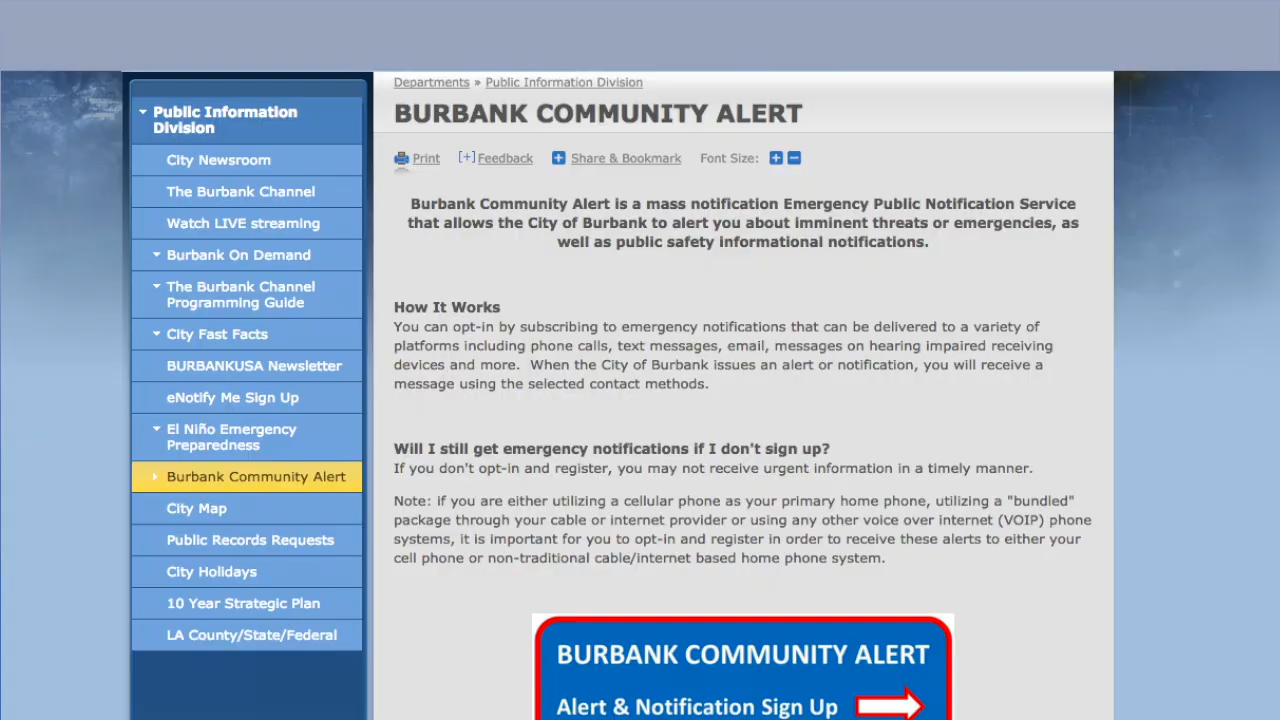 Public Information
Division
City Newsroom
The Burbank Channel
Watch LIVE streaming
Burbank On Demand
The Burbank Channel
Programming Guide
City Fast Facts
BURBANKUSA Newsletter
eNotify Me Sign Up
El Niño Emergency
Preparedness
Burbank Community Alert
City Map
Public Records Requests
City Holidays
10 Year Strategic Plan
LA County/State/Federal
Departments » Public Information Division
BURBANK COMMUNITY ALERT
Print [+]Feedback Share & Bookmark Font Size: + −
Burbank Community Alert is a mass notification Emergency Public Notification Service
that allows the City of Burbank to alert you about imminent threats or emergencies, as
well as public safety informational notifications.
How It Works
You can opt-in by subscribing to emergency notifications that can be delivered to a variety of
platforms including phone calls, text messages, email, messages on hearing impaired receiving
devices and more.  When the City of Burbank issues an alert or notification, you will receive a
message using the selected contact methods.
Will I still get emergency notifications if I don't sign up?
If you don't opt-in and register, you may not receive urgent information in a timely manner.
Note: if you are either utilizing a cellular phone as your primary home phone, utilizing a "bundled"
package through your cable or internet provider or using any other voice over internet (VOIP) phone
systems, it is important for you to opt-in and register in order to receive these alerts to either your
cell phone or non-traditional cable/internet based home phone system.
BURBANK COMMUNITY ALERT
Alert & Notification Sign Up